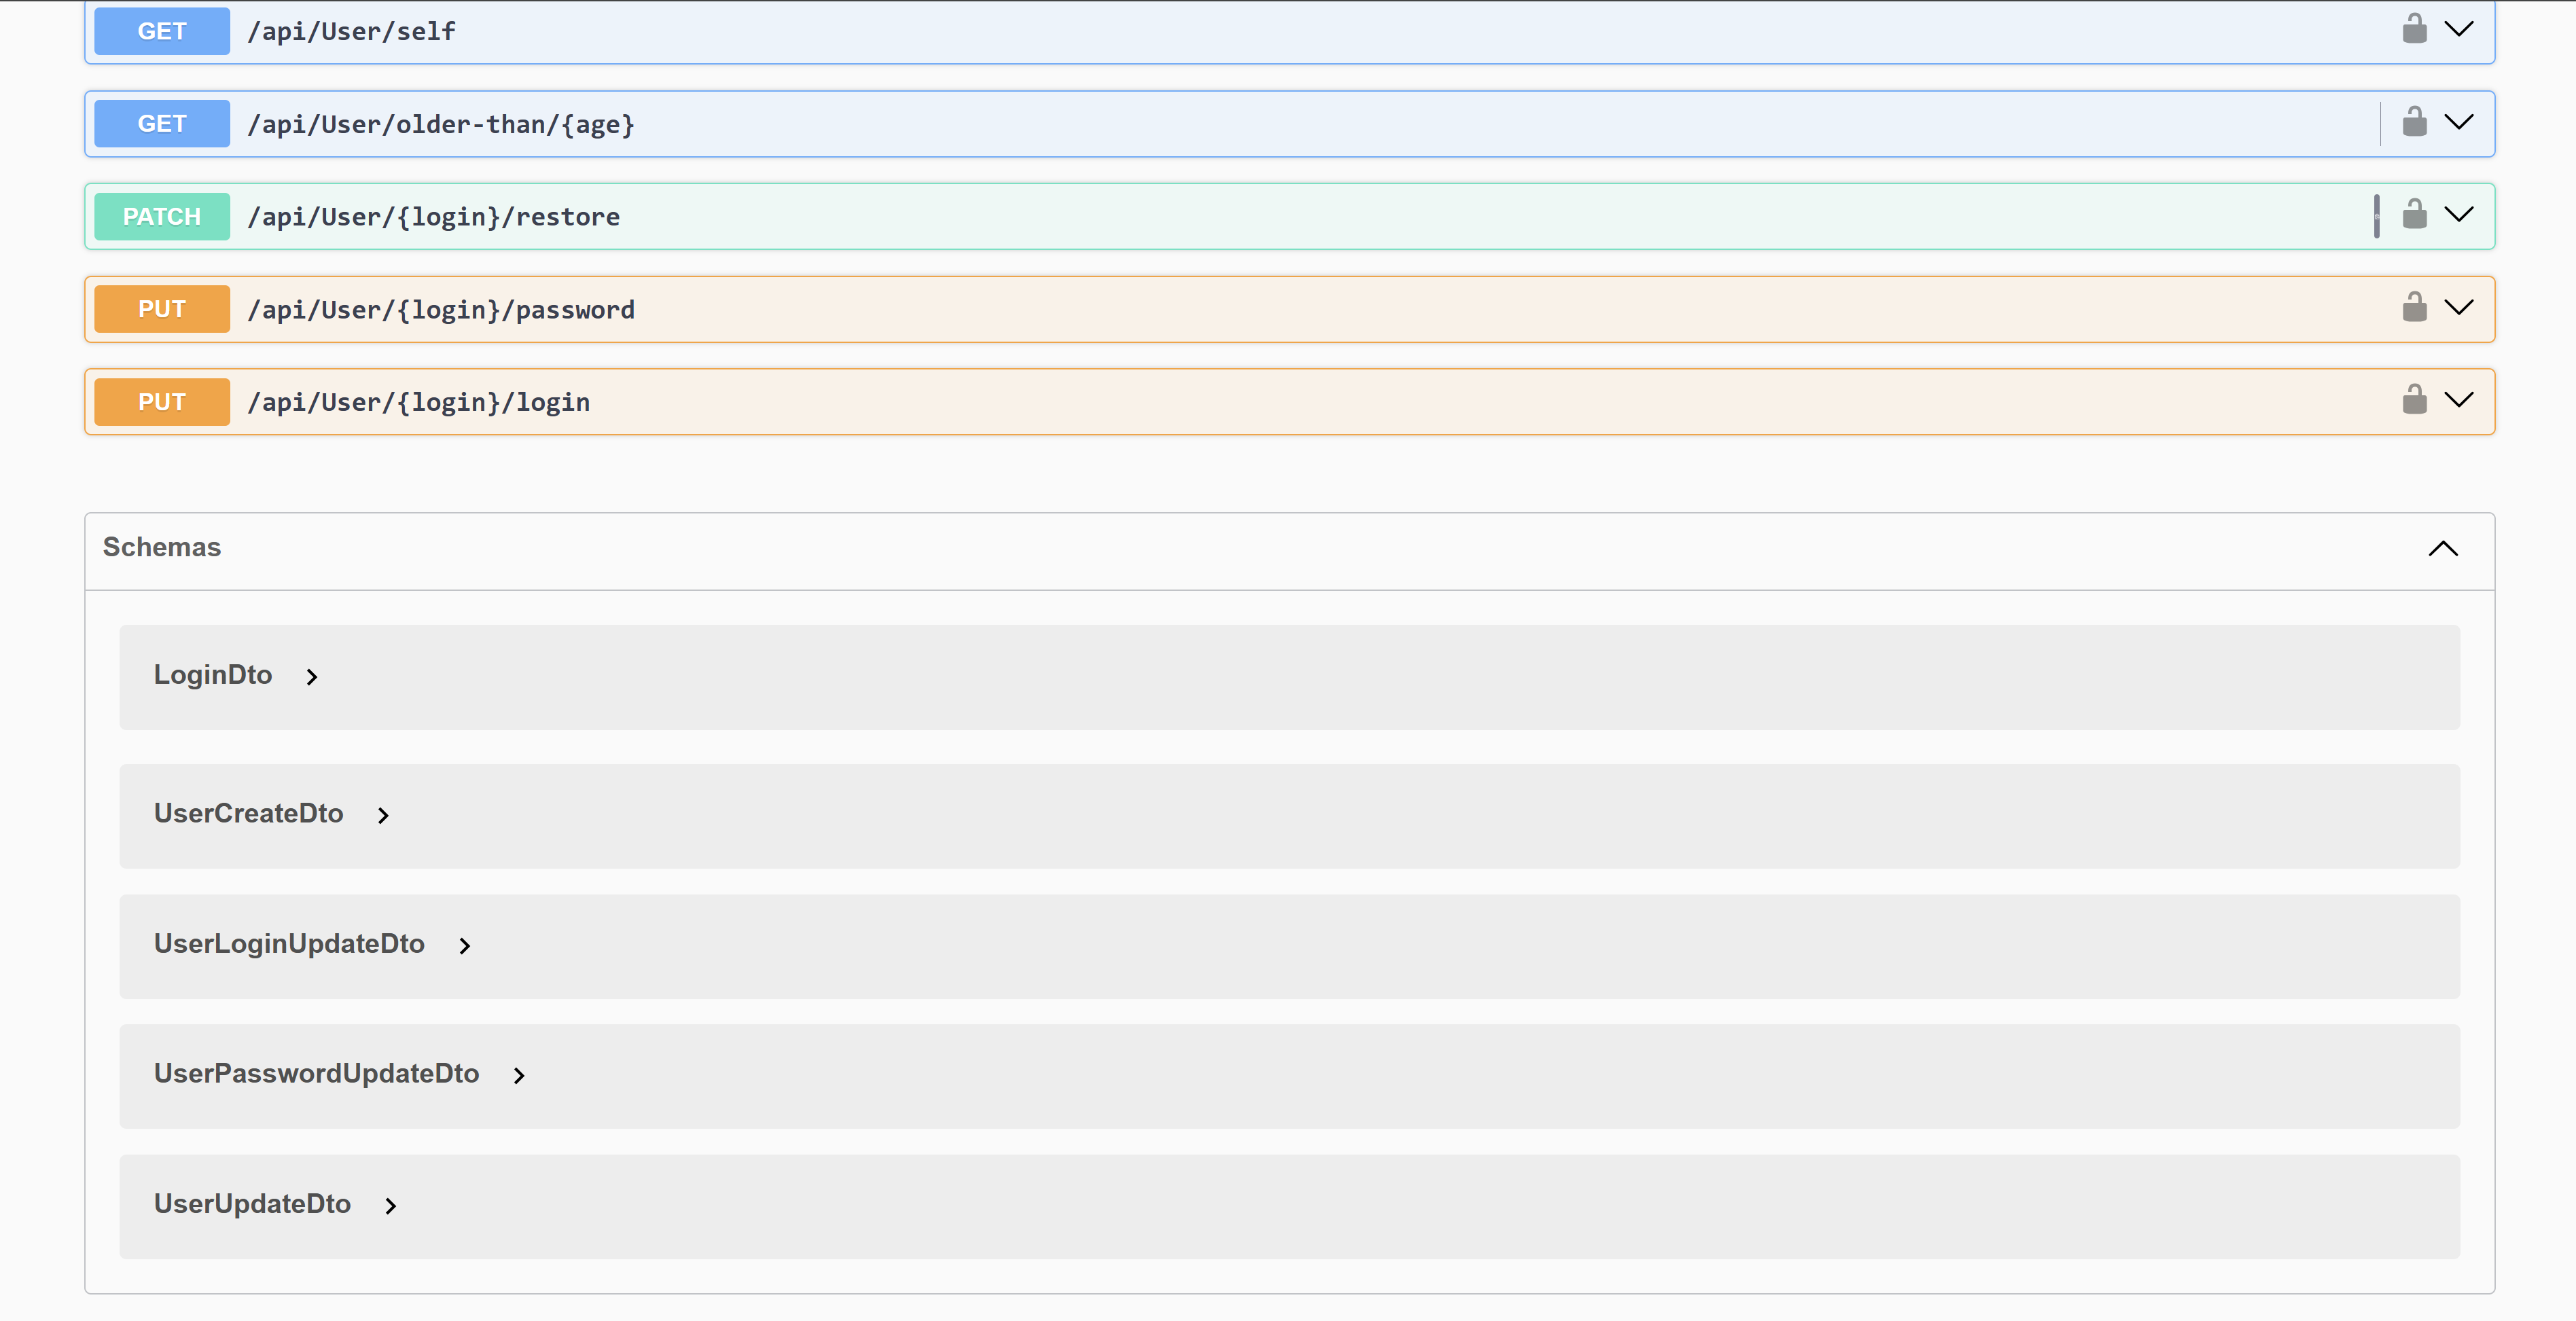 GET /api/User/self
GET /api/User/older-than/{age}
PATCH /api/User/{login}/restore
PUT /api/User/{login}/password
PUT /api/User/{login}/login
Schemas
LoginDto
UserCreateDto
UserLoginUpdateDto
UserPasswordUpdateDto
UserUpdateDto